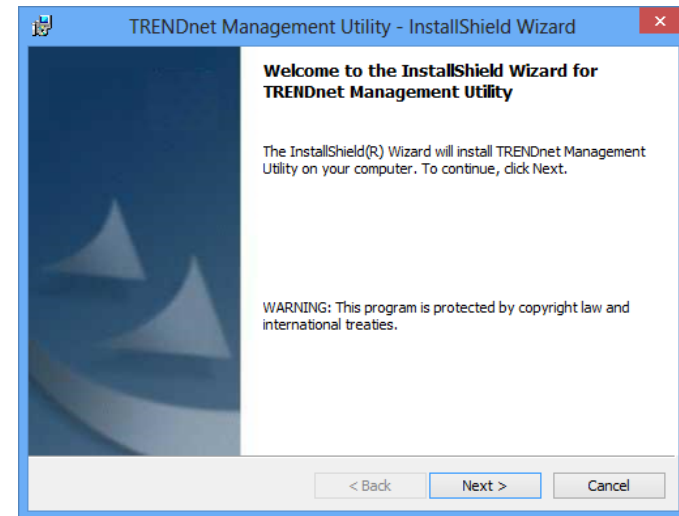 TRENDnet Management Utility - InstallShield Wizard
Welcome to the InstallShield Wizard for
TRENDnet Management Utility
The InstallShield(R) Wizard will install TRENDnet Management
Utility on your computer. To continue, click Next.
WARNING: This program is protected by copyright law and
international treaties.
< Back Next > Cancel